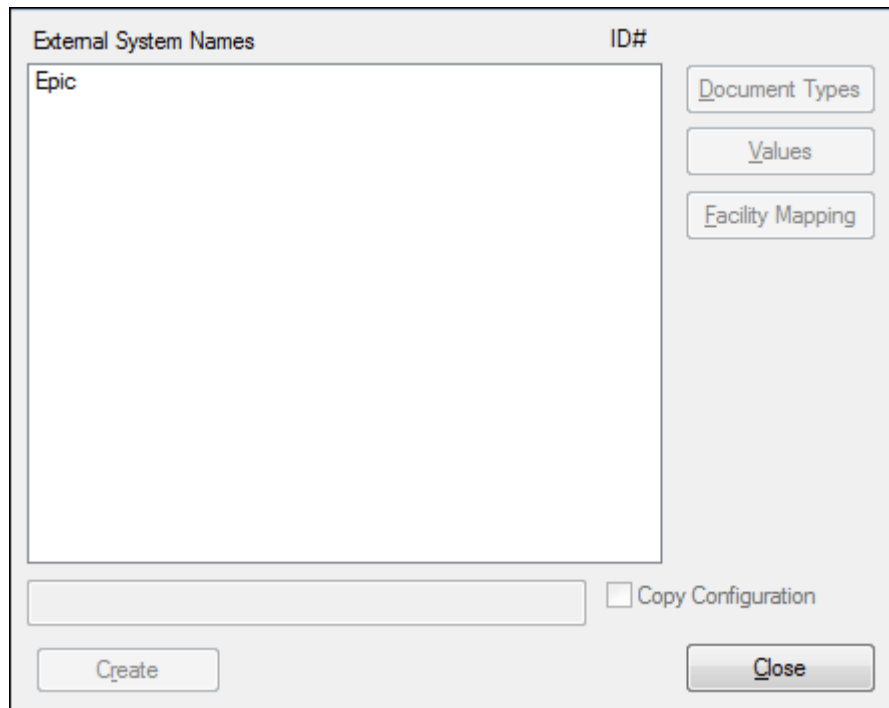 External System Names ID#
Epic
Document Types
Values
Facility Mapping
Copy Configuration
Create
Close